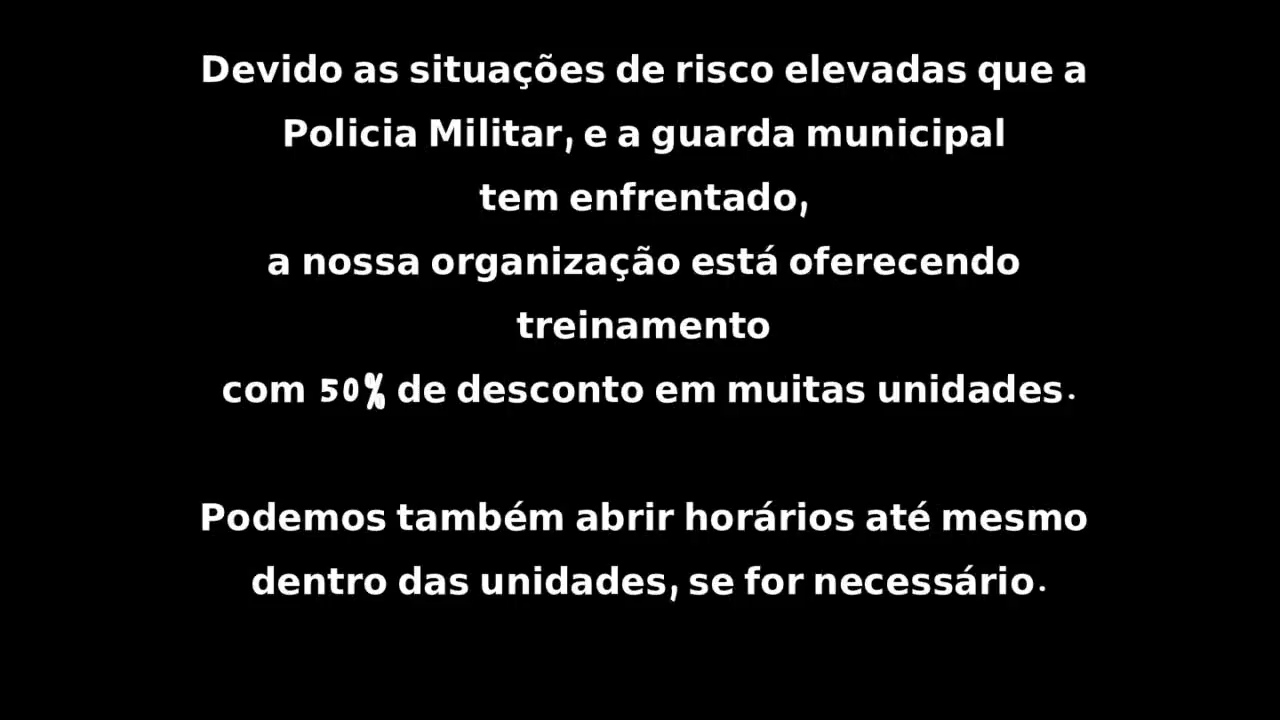 Devido as situações de risco elevadas que a
Policia Militar, e a guarda municipal
tem enfrentado,
a nossa organização está oferecendo
treinamento
com 50% de desconto em muitas unidades.
Podemos também abrir horários até mesmo
dentro das unidades, se for necessário.